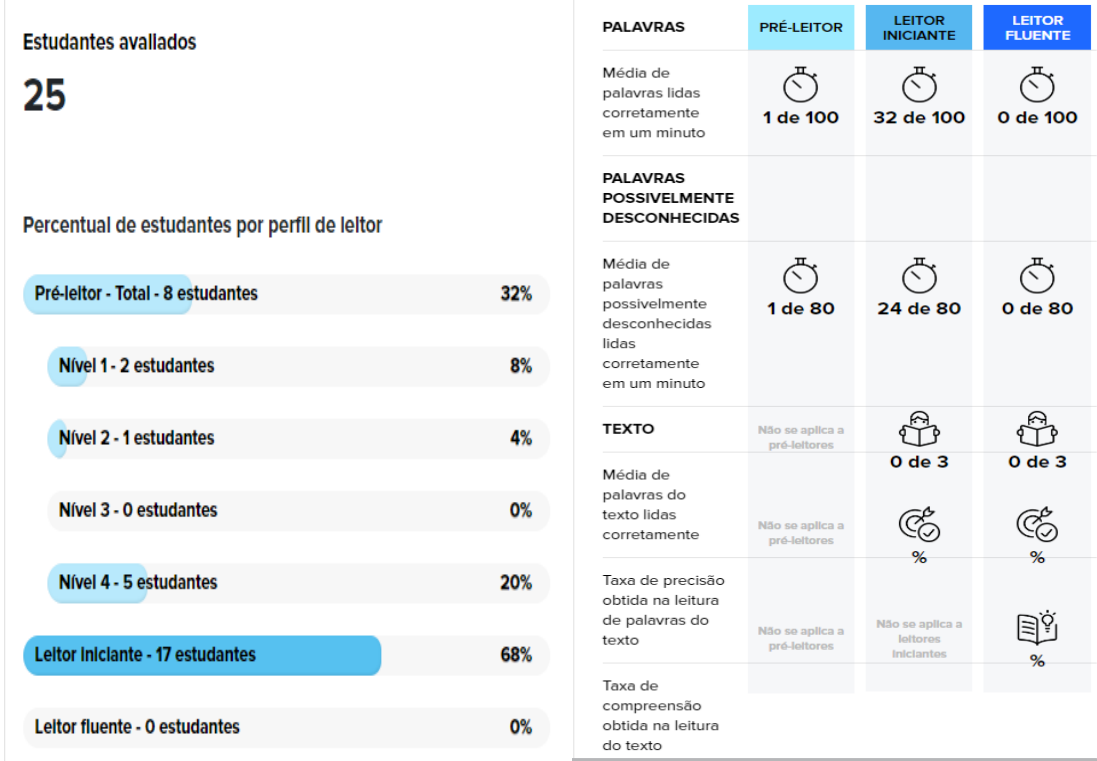 Estudantes avaliados
25
Percentual de estudantes por perfil de leitor
Pré-leitor - Total - 8 estudantes 32%
Nível 1 - 2 estudantes 8%
Nível 2 - 1 estudantes 4%
Nível 3 - 0 estudantes 0%
Nível 4 - 5 estudantes 20%
Leitor Iniciante - 17 estudantes 68%
Leitor fluente - 0 estudantes 0%
PALAVRAS
PRÉ-LEITOR
LEITOR
INICIANTE
LEITOR
FLUENTE
Média de
palavras lidas
corretamente
em um minuto
1 de 100
32 de 100
0 de 100
PALAVRAS
POSSIVELMENTE
DESCONHECIDAS
Média de
palavras
possivelmente
desconhecidas
lidas
corretamente
em um minuto
1 de 80
24 de 80
0 de 80
TEXTO
Não se aplica a
pré-leitores
0 de 3
0 de 3
Média de
palavras do
texto lidas
corretamente
Não se aplica a
pré-leitores
%
%
Taxa de precisão
obtida na leitura
de palavras do
texto
Não se aplica a
pré-leitores
Não se aplica a
leitores
iniciantes
%
Taxa de
compreensão
obtida na leitura
do texto